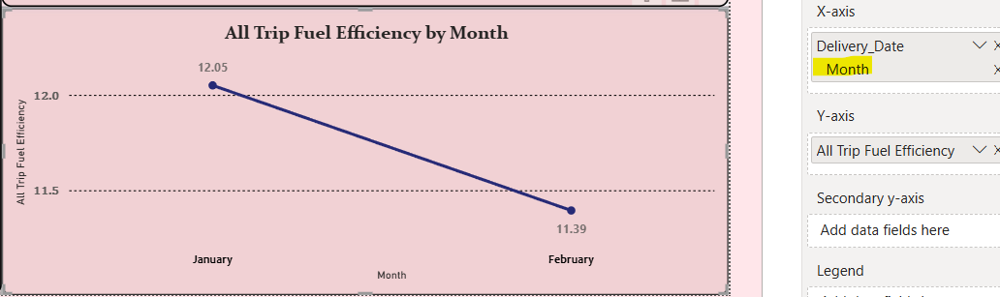 All Trip Fuel Efficiency by Month
12.05
12.0
11.5
11.39
All Trip Fuel Efficiency
January
February
Month
X-axis
Delivery_Date
Month
Y-axis
All Trip Fuel Efficiency
Secondary y-axis
Add data fields here
Legend